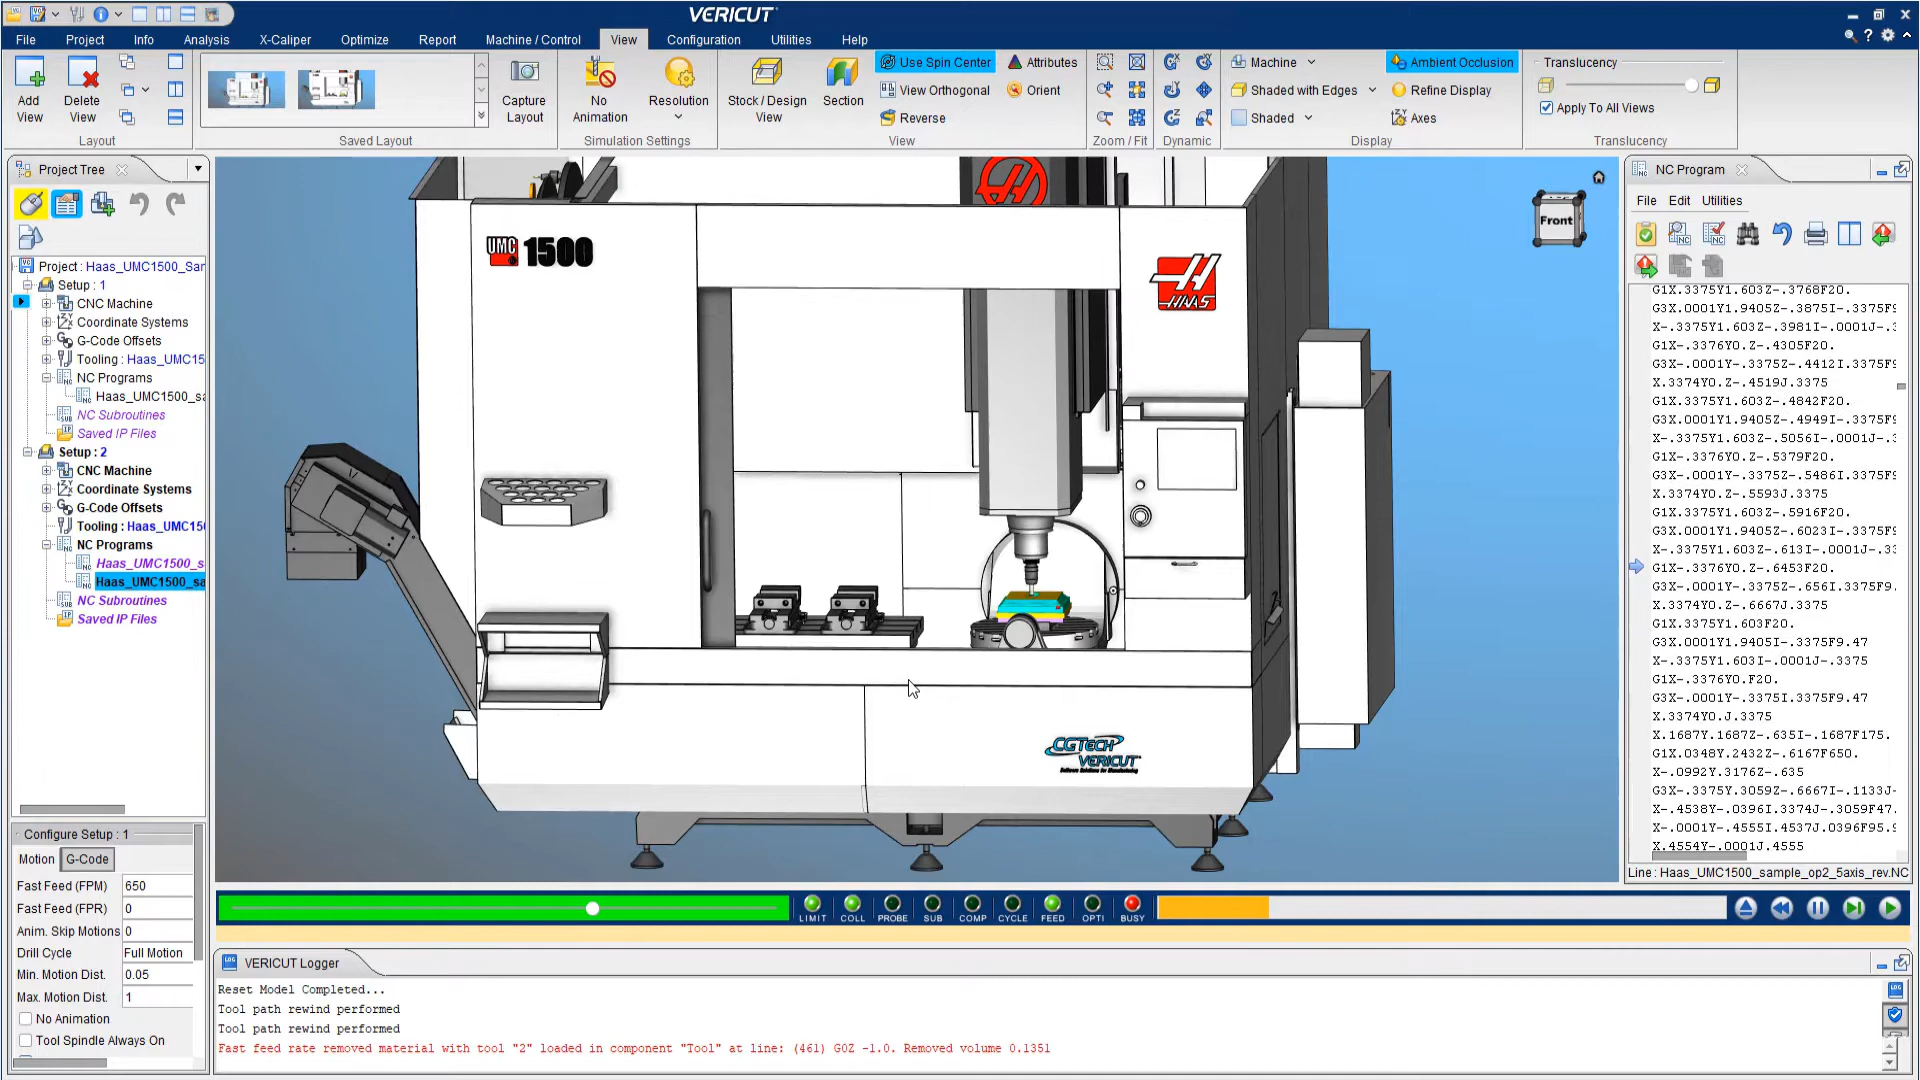 VERICUT
File Project Info Analysis X-Caliper Optimize Report Machine / Control View Configuration Utilities Help
Add View
Delete View
Layout
Saved Layout
Capture Layout
No Animation
Resolution
Simulation Settings
Stock / Design View
Section
Use Spin Center
View Orthogonal
Reverse
Attributes
Orient
View
Zoom / Fit
Dynamic
Machine
Shaded with Edges
Shaded
Ambient Occlusion
Refine Display
Axes
Display
Translucency
Apply To All Views
Translucency
Project Tree
Project : Haas_UMC1500_Sar
Setup : 1
CNC Machine
Coordinate Systems
G-Code Offsets
Tooling : Haas_UMC15
NC Programs
Haas_UMC1500_sa
NC Subroutines
Saved IP Files
Setup : 2
CNC Machine
Coordinate Systems
G-Code Offsets
Tooling : Haas_UMC15
NC Programs
Haas_UMC1500_s
Haas_UMC1500_sa
NC Subroutines
Saved IP Files
Configure Setup : 1
Motion G-Code
Fast Feed (FPM) 650
Fast Feed (FPR) 0
Anim. Skip Motions 0
Drill Cycle Full Motion
Min. Motion Dist. 0.05
Max. Motion Dist. 1
No Animation
Tool Spindle Always On
UMC 1500
HAAS
CGTECH
VERICUT
Software Solutions for Manufacturing
Front
NC Program
File Edit Utilities
G1X.3375Y1.603Z-.3768F20.
G3X.0001Y1.9405Z-.3875I-.3375F9
X-.3375Y1.603Z-.3981I-.0001J-.3
G1X-.3376Y0.Z-.4305F20.
G3X-.0001Y-.3375Z-.4412I.3375F9
X.3374Y0.Z-.4519J.3375
G1X.3375Y1.603Z-.4842F20.
G3X.0001Y1.9405Z-.4949I-.3375F9
X-.3375Y1.603Z-.5056I-.0001J-.3
G1X-.3376Y0.Z-.5379F20.
G3X-.0001Y-.3375Z-.5486I.3375F9
X.3374Y0.Z-.5593J.3375
G1X.3375Y1.603Z-.5916F20.
G3X.0001Y1.9405Z-.6023I-.3375F9
X-.3375Y1.603Z-.613I-.0001J-.33
G1X-.3376Y0.Z-.6453F20.
G3X-.0001Y-.3375Z-.656I.3375F9.
X.3374Y0.Z-.6667J.3375
G1X.3375Y1.603F20.
G3X.0001Y1.9405I-.3375F9.47
X-.3375Y1.603I-.0001J-.3375
G1X-.3376Y0.F20.
G3X-.0001Y-.3375I.3375F9.47
X.3374Y0.J.3375
X.1687Y.1687Z-.635I-.1687F175.
G1X.0348Y.2432Z-.6167F650.
X-.0992Y.3176Z-.635
G3X-.3375Y.3059Z-.6667I-.1133J-
X-.4538Y-.0396I.3374J-.3059F47.
X-.0001Y-.4555I.4537J.0396F95.9
X.4554Y-.0001J.4555
Line: Haas_UMC1500_sample_op2_5axis_rev.NC
LIMIT COLL PROBE SUB COMP CYCLE FEED OPTI BUSY
VERICUT Logger
Reset Model Completed...
Tool path rewind performed
Tool path rewind performed
Fast feed rate removed material with tool "2" loaded in component "Tool" at line: (461) G0Z -1.0. Removed volume 0.1351